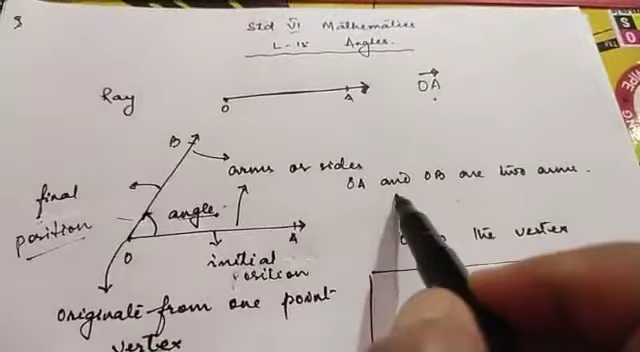 Std VI Mathematics
L-15 Angles.
Ray
O
A
OA
B
arms or sides
OA and OB are two arms.
final
position
angle
the vertex
O
A
initial
position
originate from one point
vertex